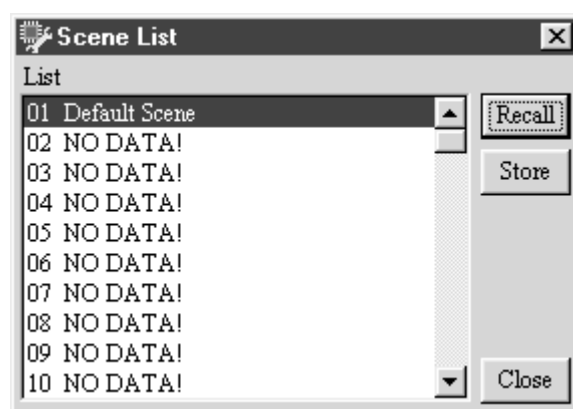 Scene List
List
01 Default Scene
02 NO DATA!
03 NO DATA!
04 NO DATA!
05 NO DATA!
06 NO DATA!
07 NO DATA!
08 NO DATA!
09 NO DATA!
10 NO DATA!
Recall
Store
Close